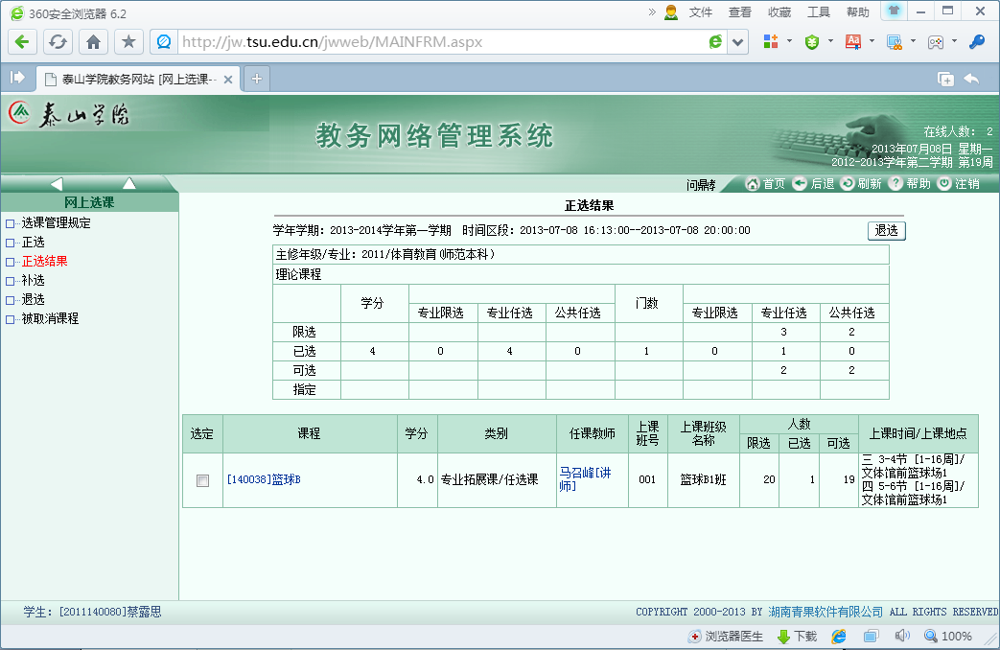 360安全浏览器 6.2
文件 查看 收藏 工具 帮助
http://jw.tsu.edu.cn/jwweb/MAINFRM.aspx
泰山学院教务网站 [网上选课--
泰山学院
教务网络管理系统
在线人数： 2
2013年07月08日 星期一
2012-2013学年第二学期 第19周
首页 后退 刷新 帮助 注销
网上选课
选课管理规定
正选
正选结果
补选
退选
被取消课程
正选结果
学年学期：2013-2014学年第一学期 时间区段：2013-07-08 16:13:00--2013-07-08 20:00:00
退选
主修年级/专业：2011/体育教育(师范本科)
理论课程
学分 门数
专业限选 专业任选 公共任选 专业限选 专业任选 公共任选
限选 3 2
已选 4 0 4 0 1 0 1 0
可选 2 2
指定
选定 课程 学分 类别 任课教师 上课班号 上课班级名称 人数 上课时间/上课地点
限选 已选 可选
[140038]篮球B 4.0 专业拓展课/任选课 马召峰[讲师] 001 篮球B1班 20 1 19
三 3-4节 [1-16周]/
文体馆前篮球场1
四 5-6节 [1-16周]/
文体馆前篮球场1
学生：[2011140080]蔡露思
COPYRIGHT 2000-2013 BY 湖南青果软件有限公司 ALL RIGHTS RESERVED
浏览器医生 下载 100%